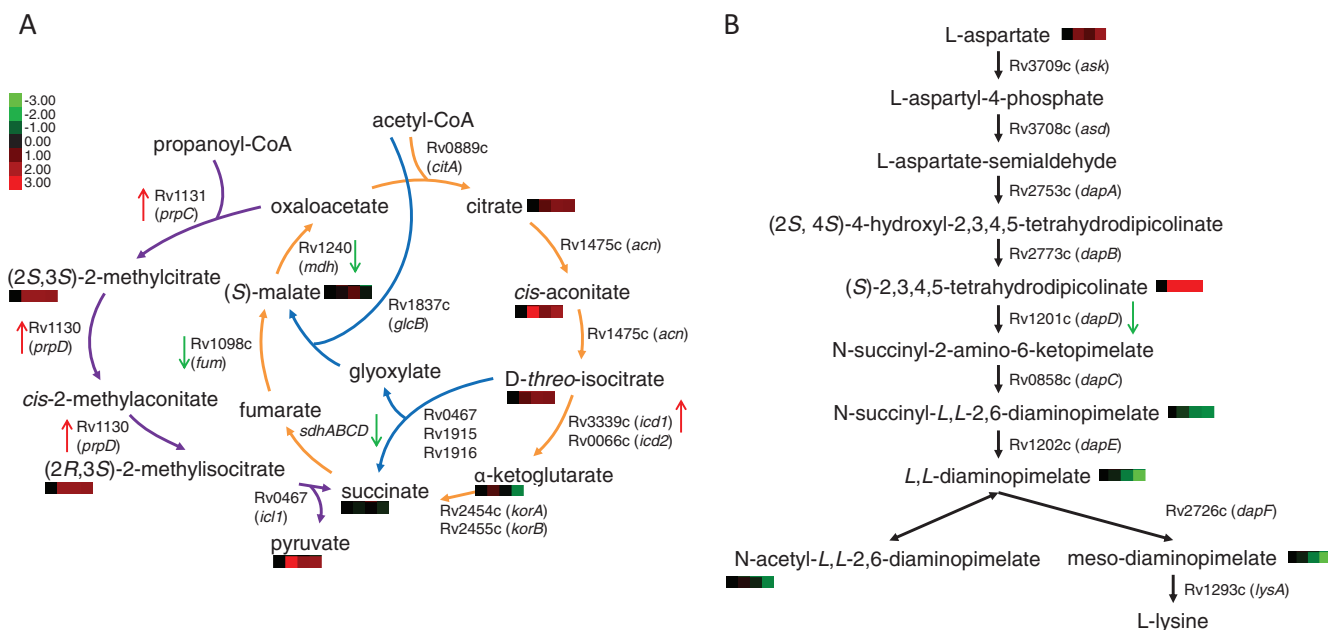 A
-3.00
-2.00
-1.00
0.00
1.00
2.00
3.00
propanoyl-CoA
acetyl-CoA
Rv0889c
(citA)
Rv1131
(prpC)
oxaloacetate
citrate
Rv1240
(mdh)
Rv1475c (acn)
(2S,3S)-2-methylcitrate
(S)-malate
cis-aconitate
Rv1837c
(glcB)
Rv1130
(prpD)
Rv1098c
(fum)
Rv1475c (acn)
glyoxylate
D-threo-isocitrate
cis-2-methylaconitate
fumarate
sdhABCD
Rv0467
Rv1915
Rv1916
Rv3339c (icd1)
Rv0066c (icd2)
Rv1130
(prpD)
(2R,3S)-2-methylisocitrate
α-ketoglutarate
succinate
Rv0467
(icl1)
Rv2454c (korA)
Rv2455c (korB)
pyruvate
B
L-aspartate
Rv3709c (ask)
L-aspartyl-4-phosphate
Rv3708c (asd)
L-aspartate-semialdehyde
Rv2753c (dapA)
(2S, 4S)-4-hydroxyl-2,3,4,5-tetrahydrodipicolinate
Rv2773c (dapB)
(S)-2,3,4,5-tetrahydrodipicolinate
Rv1201c (dapD)
N-succinyl-2-amino-6-ketopimelate
Rv0858c (dapC)
N-succinyl-L,L-2,6-diaminopimelate
Rv1202c (dapE)
L,L-diaminopimelate
Rv2726c (dapF)
N-acetyl-L,L-2,6-diaminopimelate
meso-diaminopimelate
Rv1293c (lysA)
L-lysine